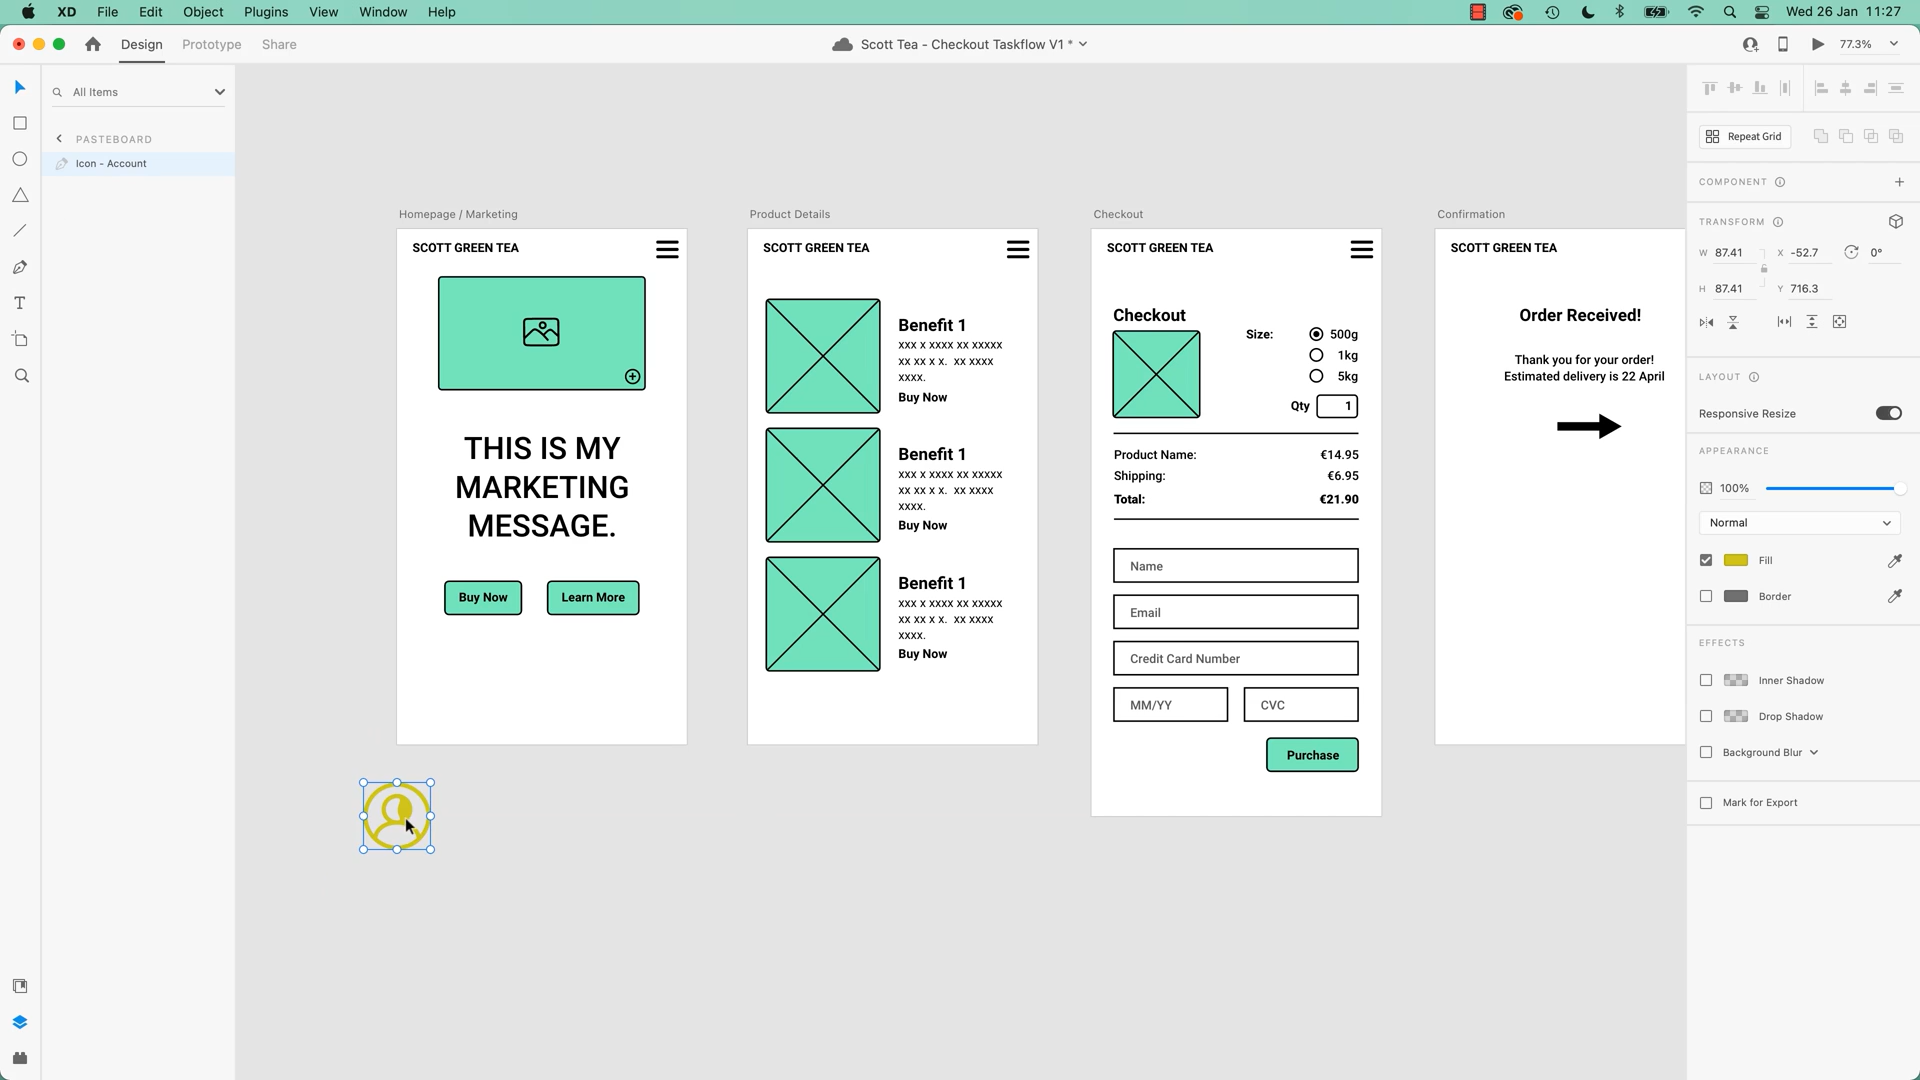 XD File Edit Object Plugins View Window Help
Wed 26 Jan 11:27
Design Prototype Share
Scott Tea - Checkout Taskflow V1 *
77.3%
All Items
PASTEBOARD
Icon - Account
Homepage / Marketing
SCOTT GREEN TEA
THIS IS MY
MARKETING
MESSAGE.
Buy Now
Learn More
Product Details
SCOTT GREEN TEA
Benefit 1
xxx x xxxx xx xxxxx
xx xx x x. xx xxxx
xxxx.
Buy Now
Benefit 1
xxx x xxxx xx xxxxx
xx xx x x. xx xxxx
xxxx.
Buy Now
Benefit 1
xxx x xxxx xx xxxxx
xx xx x x. xx xxxx
xxxx.
Buy Now
Checkout
SCOTT GREEN TEA
Checkout
Size: 500g
1kg
5kg
Qty 1
Product Name: €14.95
Shipping: €6.95
Total: €21.90
Name
Email
Credit Card Number
MM/YY CVC
Purchase
Confirmation
SCOTT GREEN TEA
Order Received!
Thank you for your order!
Estimated delivery is 22 April
Repeat Grid
COMPONENT
TRANSFORM
W 87.41 X -52.7 0°
H 87.41 Y 716.3
LAYOUT
Responsive Resize
APPEARANCE
100%
Normal
Fill
Border
EFFECTS
Inner Shadow
Drop Shadow
Background Blur
Mark for Export